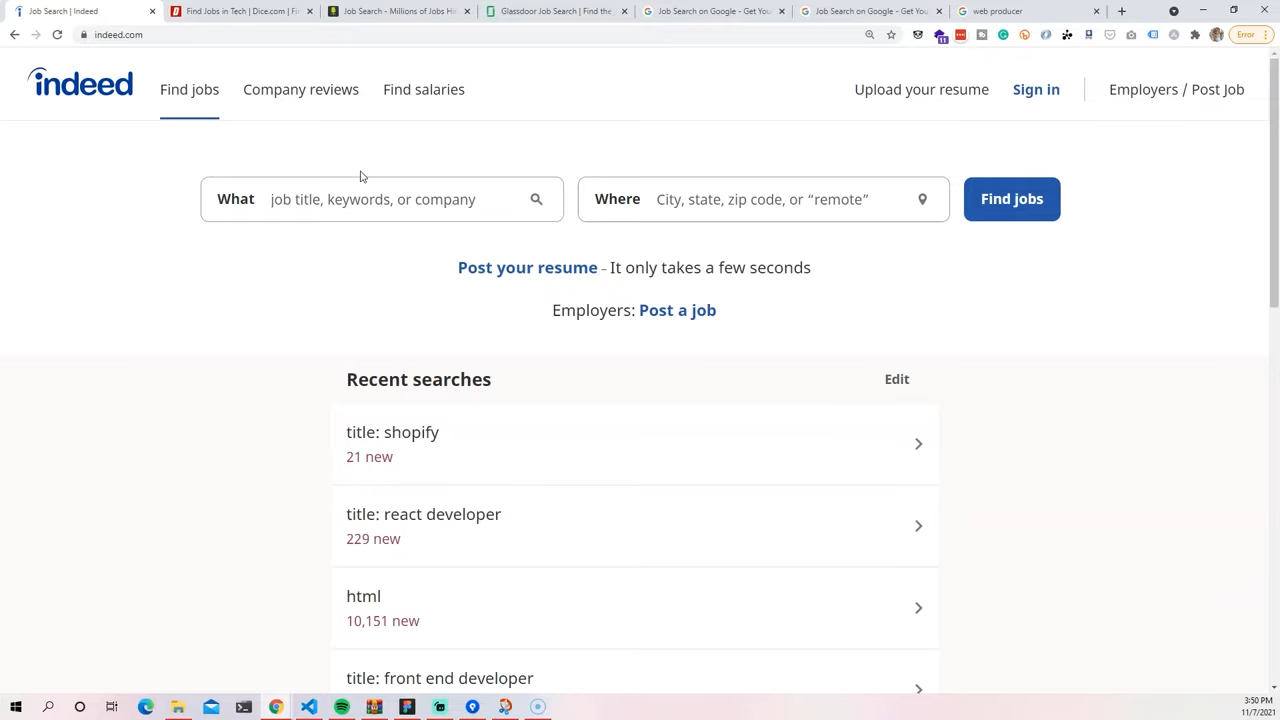 Job Search | Indeed
Find Jobs in Tech | Dice.com | Fi
Job Search - Millions of Jobs Hi
Glassdoor Job Search | Find the
Job Search on Google - Get You
Job Search on Google - Get You
web producer
indeed.com
11
Error
indeed
Find jobs
Company reviews
Find salaries
Upload your resume
Sign in
Employers / Post Job
What job title, keywords, or company
Where City, state, zip code, or “remote”
Find jobs
Post your resume - It only takes a few seconds
Employers: Post a job
Recent searches
Edit
title: shopify
21 new
title: react developer
229 new
html
10,151 new
title: front end developer
3:50 PM
11/7/2021